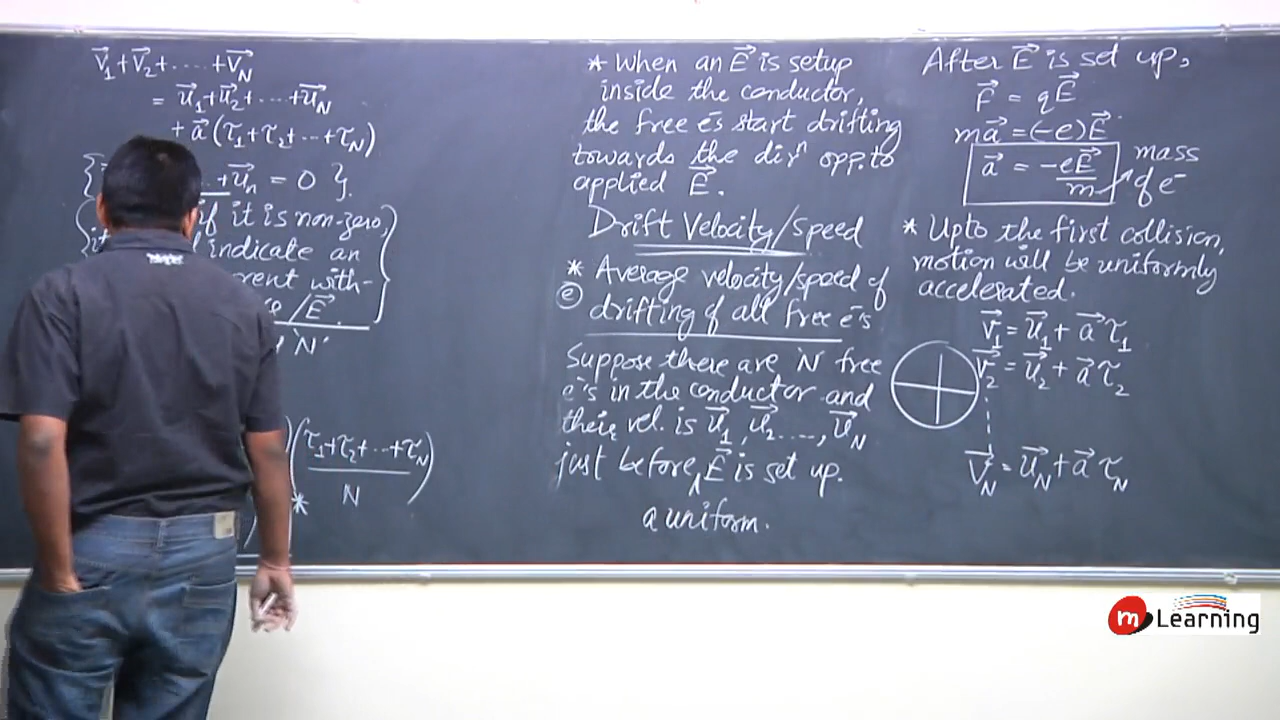 V⃗₁+V⃗₂+....+V⃗N
= u⃗₁+u⃗₂+...+u⃗N
+ a⃗(τ₁+τ₂+...+τN)
..+u⃗n = 0 }.
if it is non-zero,
indicate an
rent with-
/E⃗
'N'
(τ₁+τ₂+...+τN)
N
*
* When an E⃗ is setup
inside the conductor,
the free e⁻s start drifting
towards the dirⁿ opp. to
applied E⃗.
Drift Velocity/speed
* Average velocity/speed of
e⃗ drifting of all free e⁻s
Suppose there are 'N' free
e⁻s in the conductor and
their vel. is u⃗₁, u⃗₂...., u⃗N
just before ∧ E⃗ is set up.
a uniform.
After E⃗ is set up,
F⃗ = qE⃗
ma⃗ = (-e)E⃗
a⃗ = -eE⃗/m
mass
of e⁻
* Upto the first collision,
motion will be uniformly
accelerated.
V⃗₁ = u⃗₁ + a⃗τ₁
V⃗₂ = u⃗₂ + a⃗τ₂
V⃗N = u⃗N + a⃗τN
m Learning